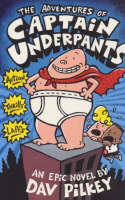 THE ADVENTURES OF
CAPTAIN
UNDERPANTS
ACTION
THRILLS
LAFFS
AN EPIC NOVEL BY
DAV PILKEY